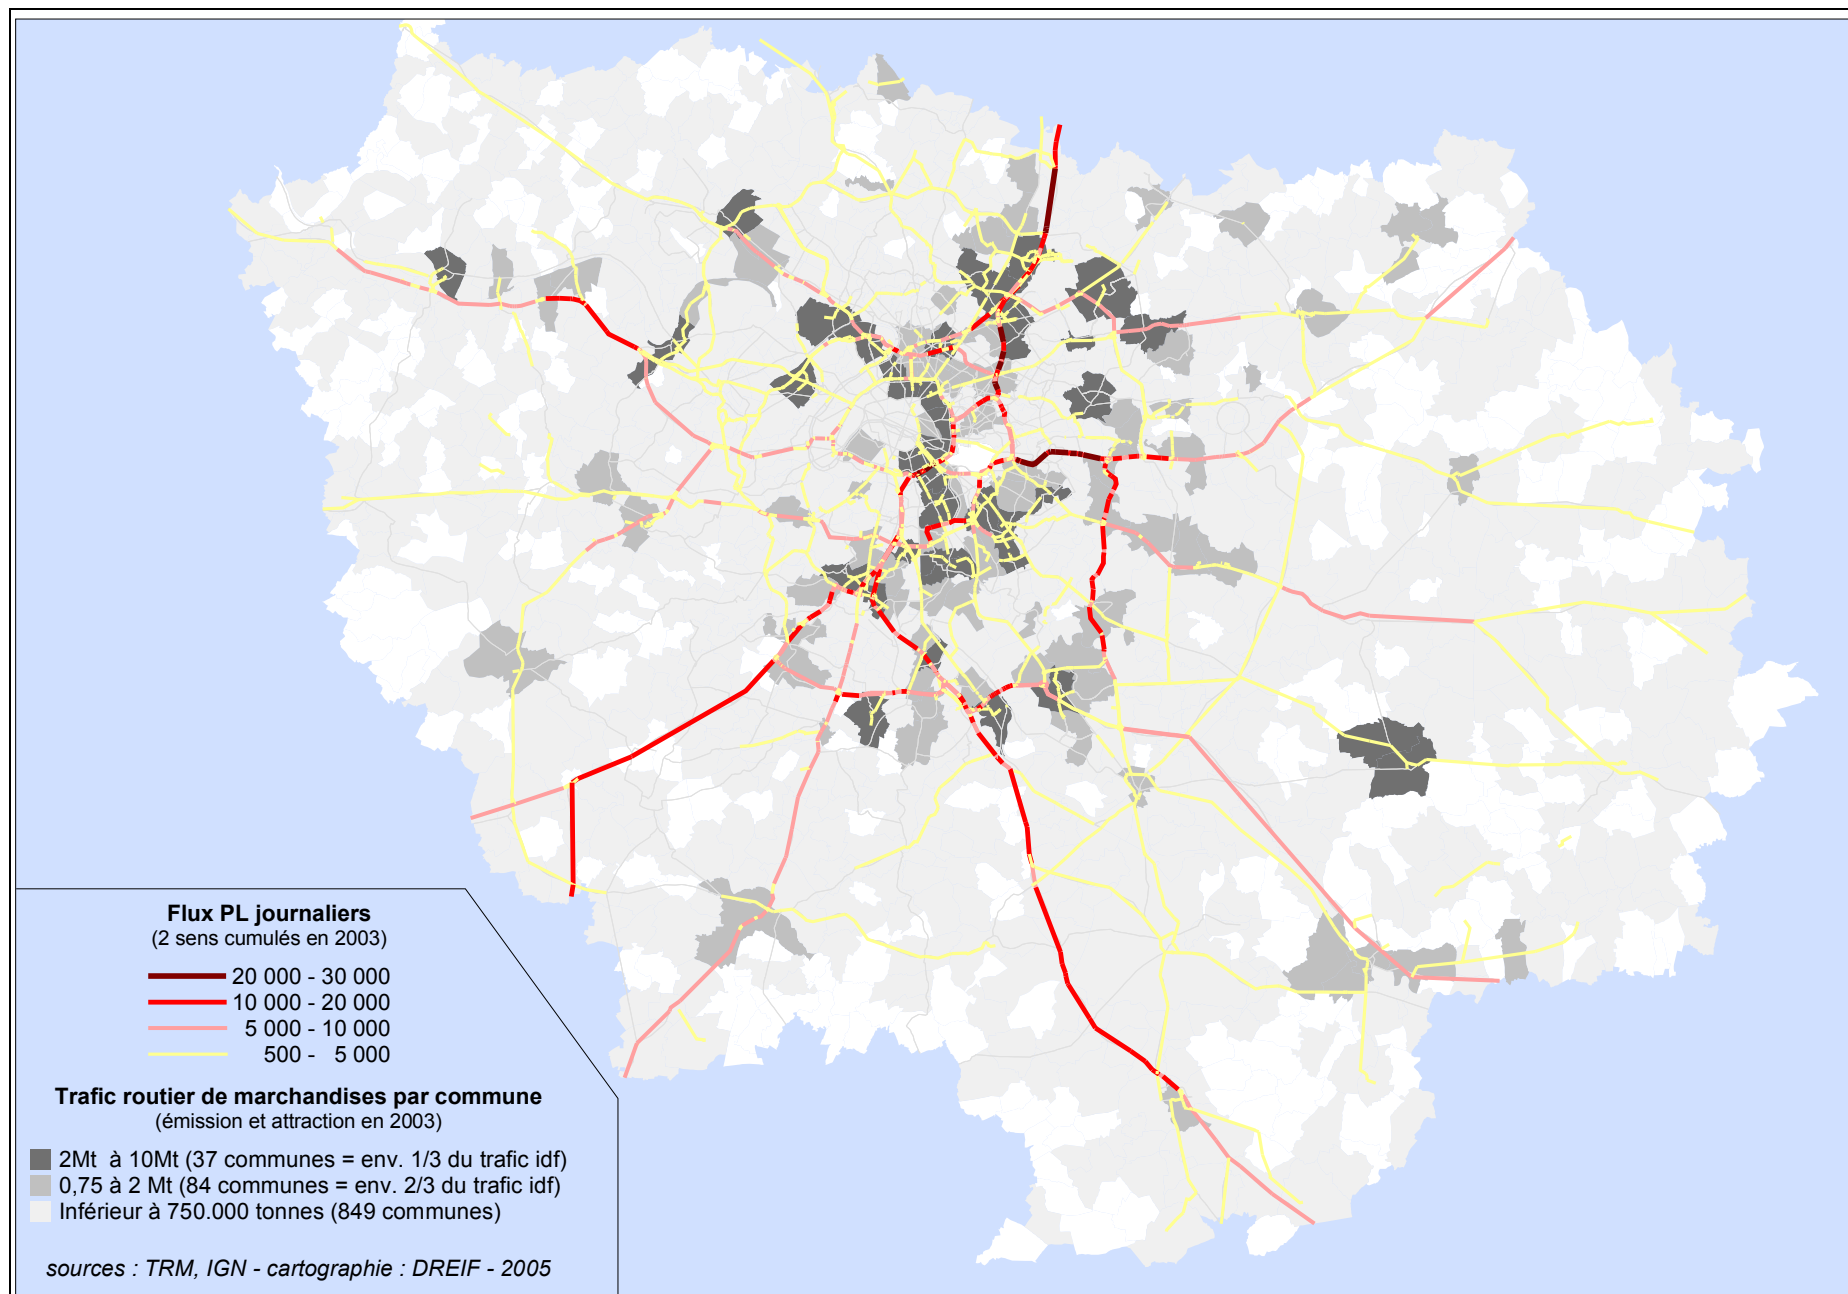 Flux PL journaliers
(2 sens cumulés en 2003)
20 000 - 30 000
10 000 - 20 000
5 000 - 10 000
500 - 5 000
Trafic routier de marchandises par commune
(émission et attraction en 2003)
2Mt à 10Mt (37 communes = env. 1/3 du trafic idf)
0,75 à 2 Mt (84 communes = env. 2/3 du trafic idf)
Inférieur à 750.000 tonnes (849 communes)
sources : TRM, IGN - cartographie : DREIF - 2005